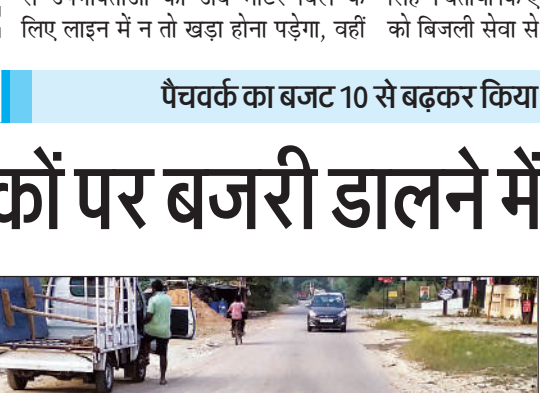 लिए लाइन में न तो खड़ा होना पड़ेगा, वहीं
को बिजली सेवा से
पैचवर्क का बजट 10 से बढ़कर किया
कों पर बजरी डालने में